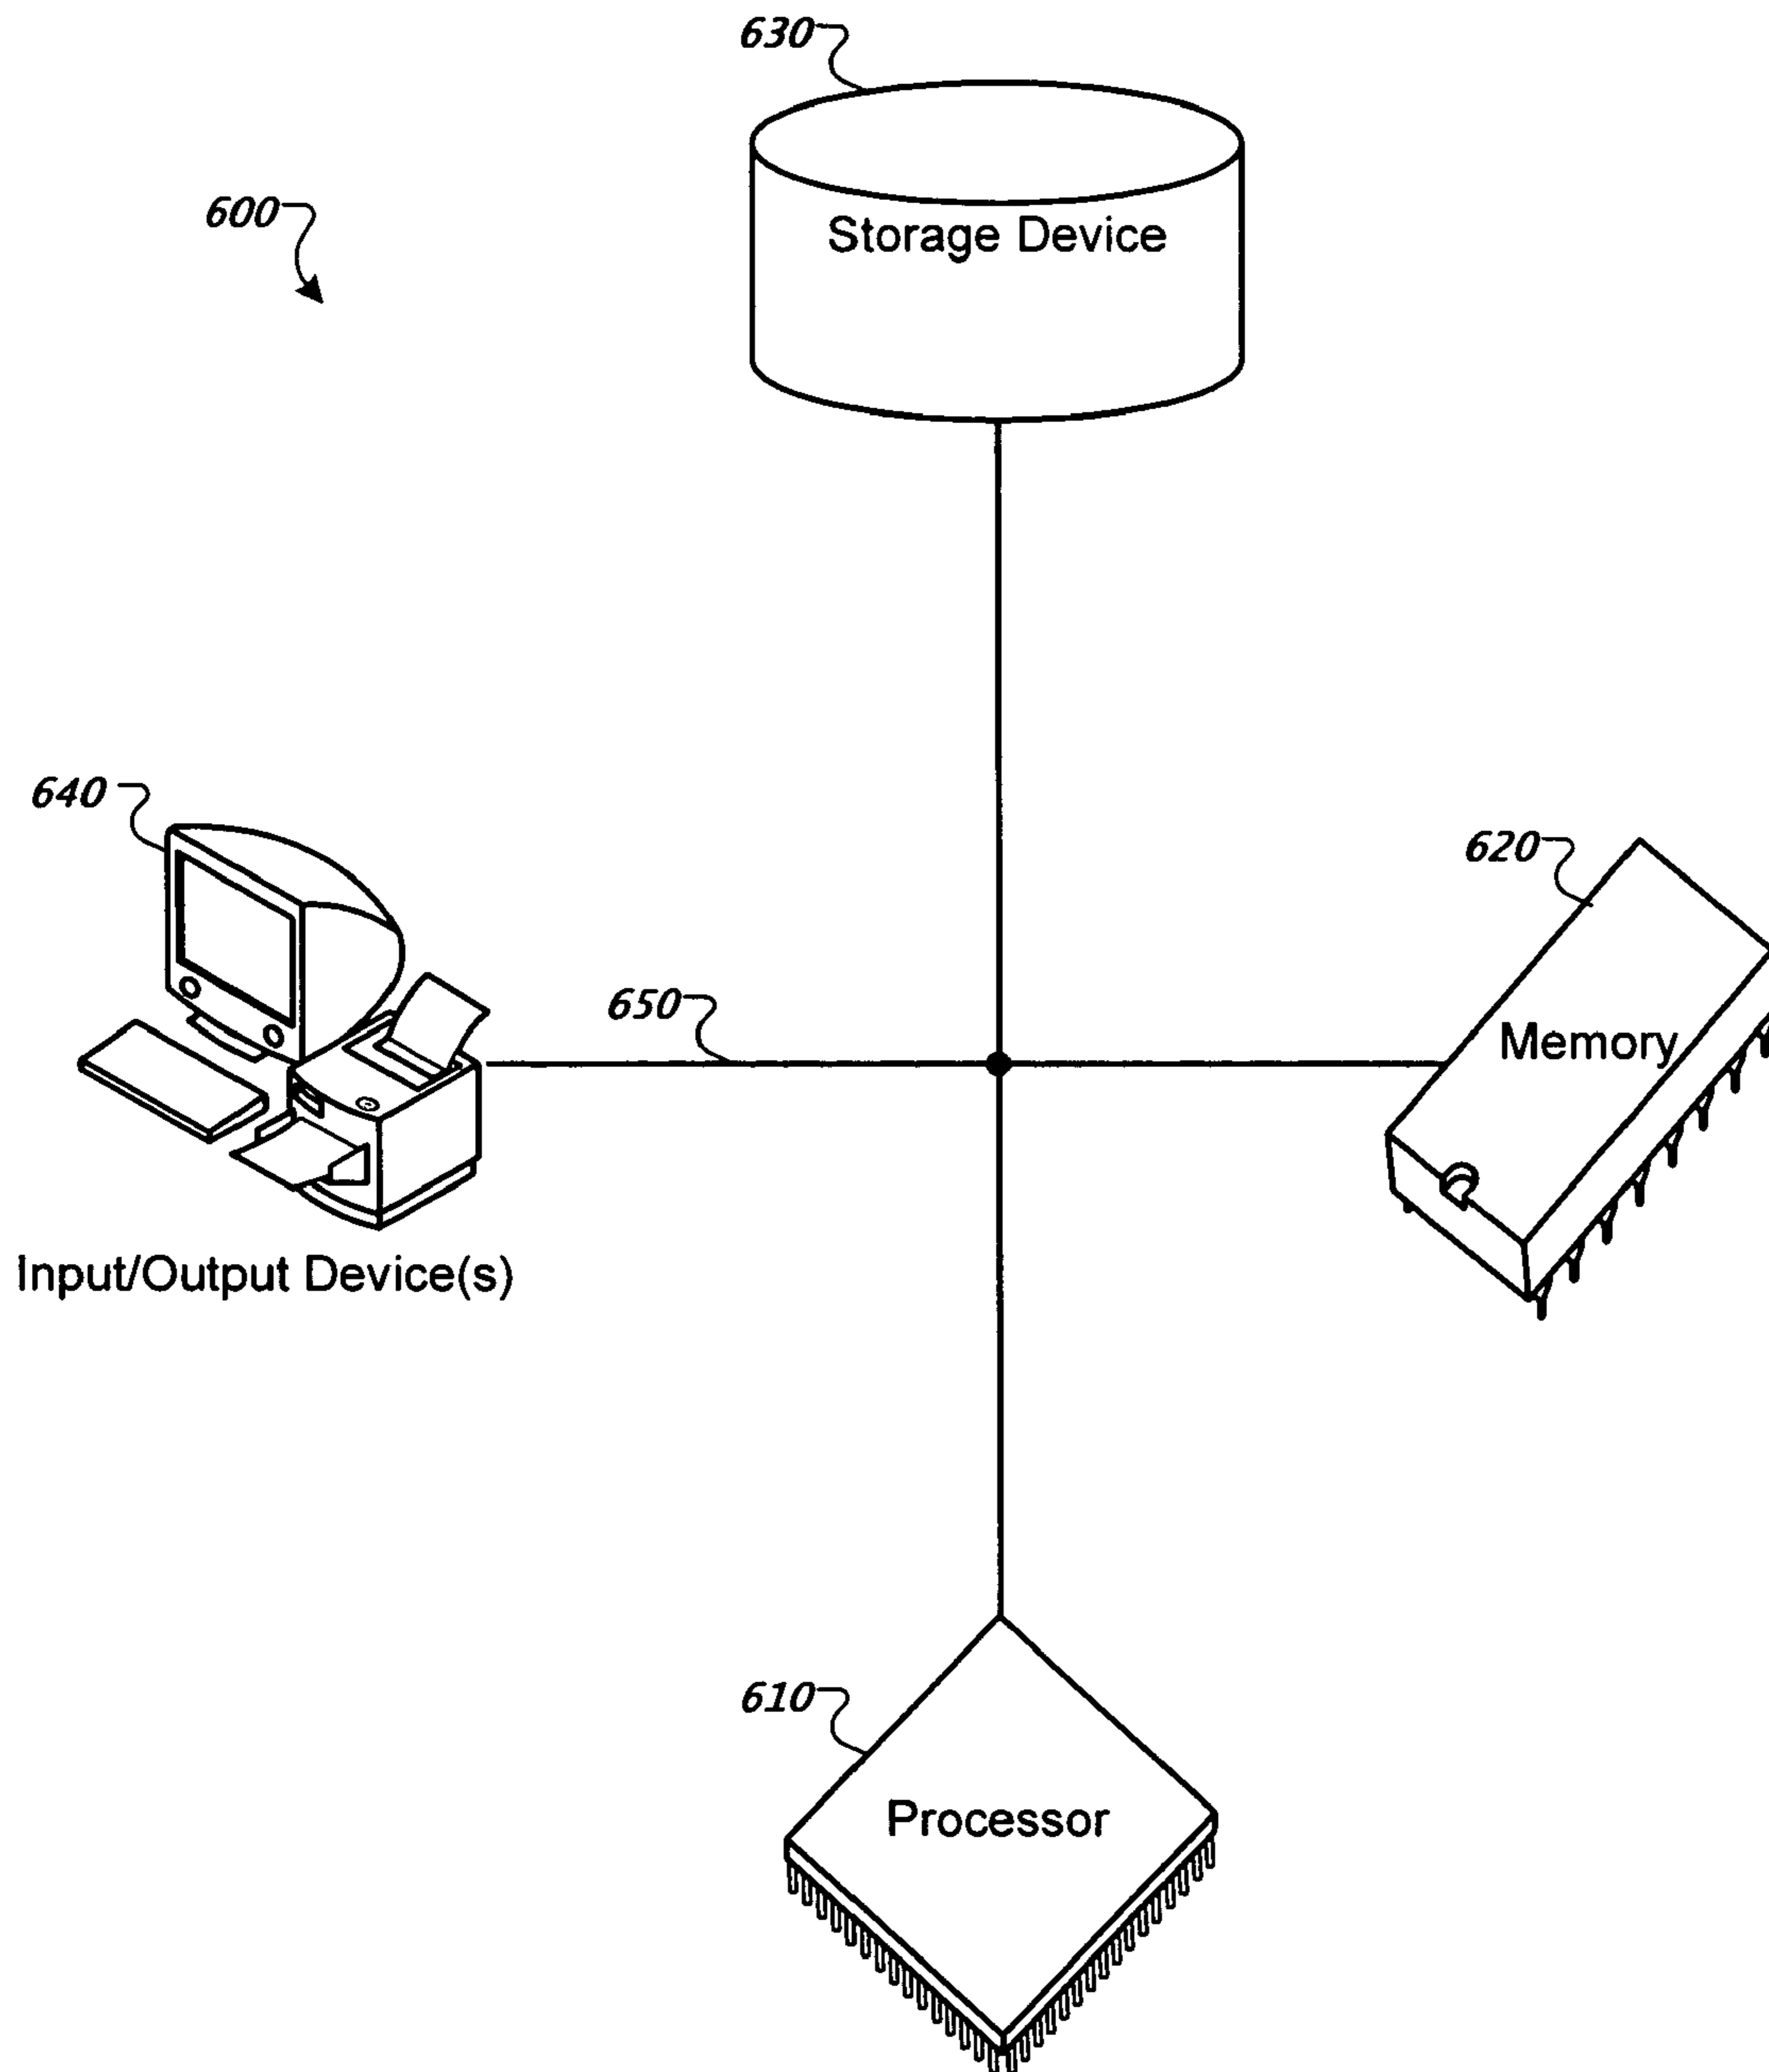 630
600
Storage Device
640
620
650
Memory
Input/Output Device(s)
610
Processor